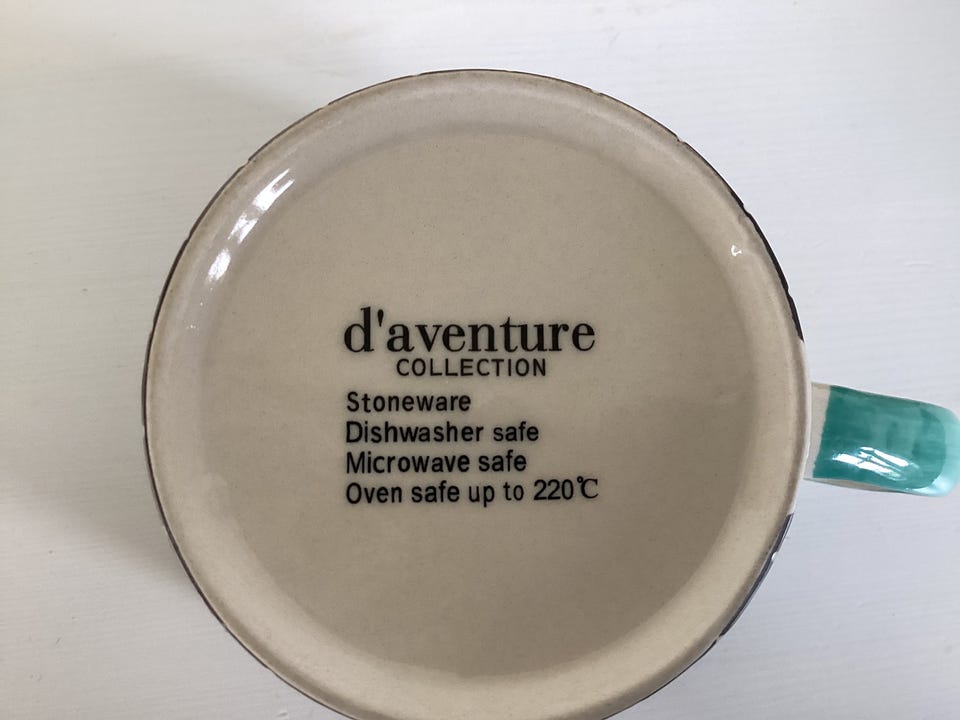 d'aventure
COLLECTION
Stoneware
Dishwasher safe
Microwave safe
Oven safe up to 220℃